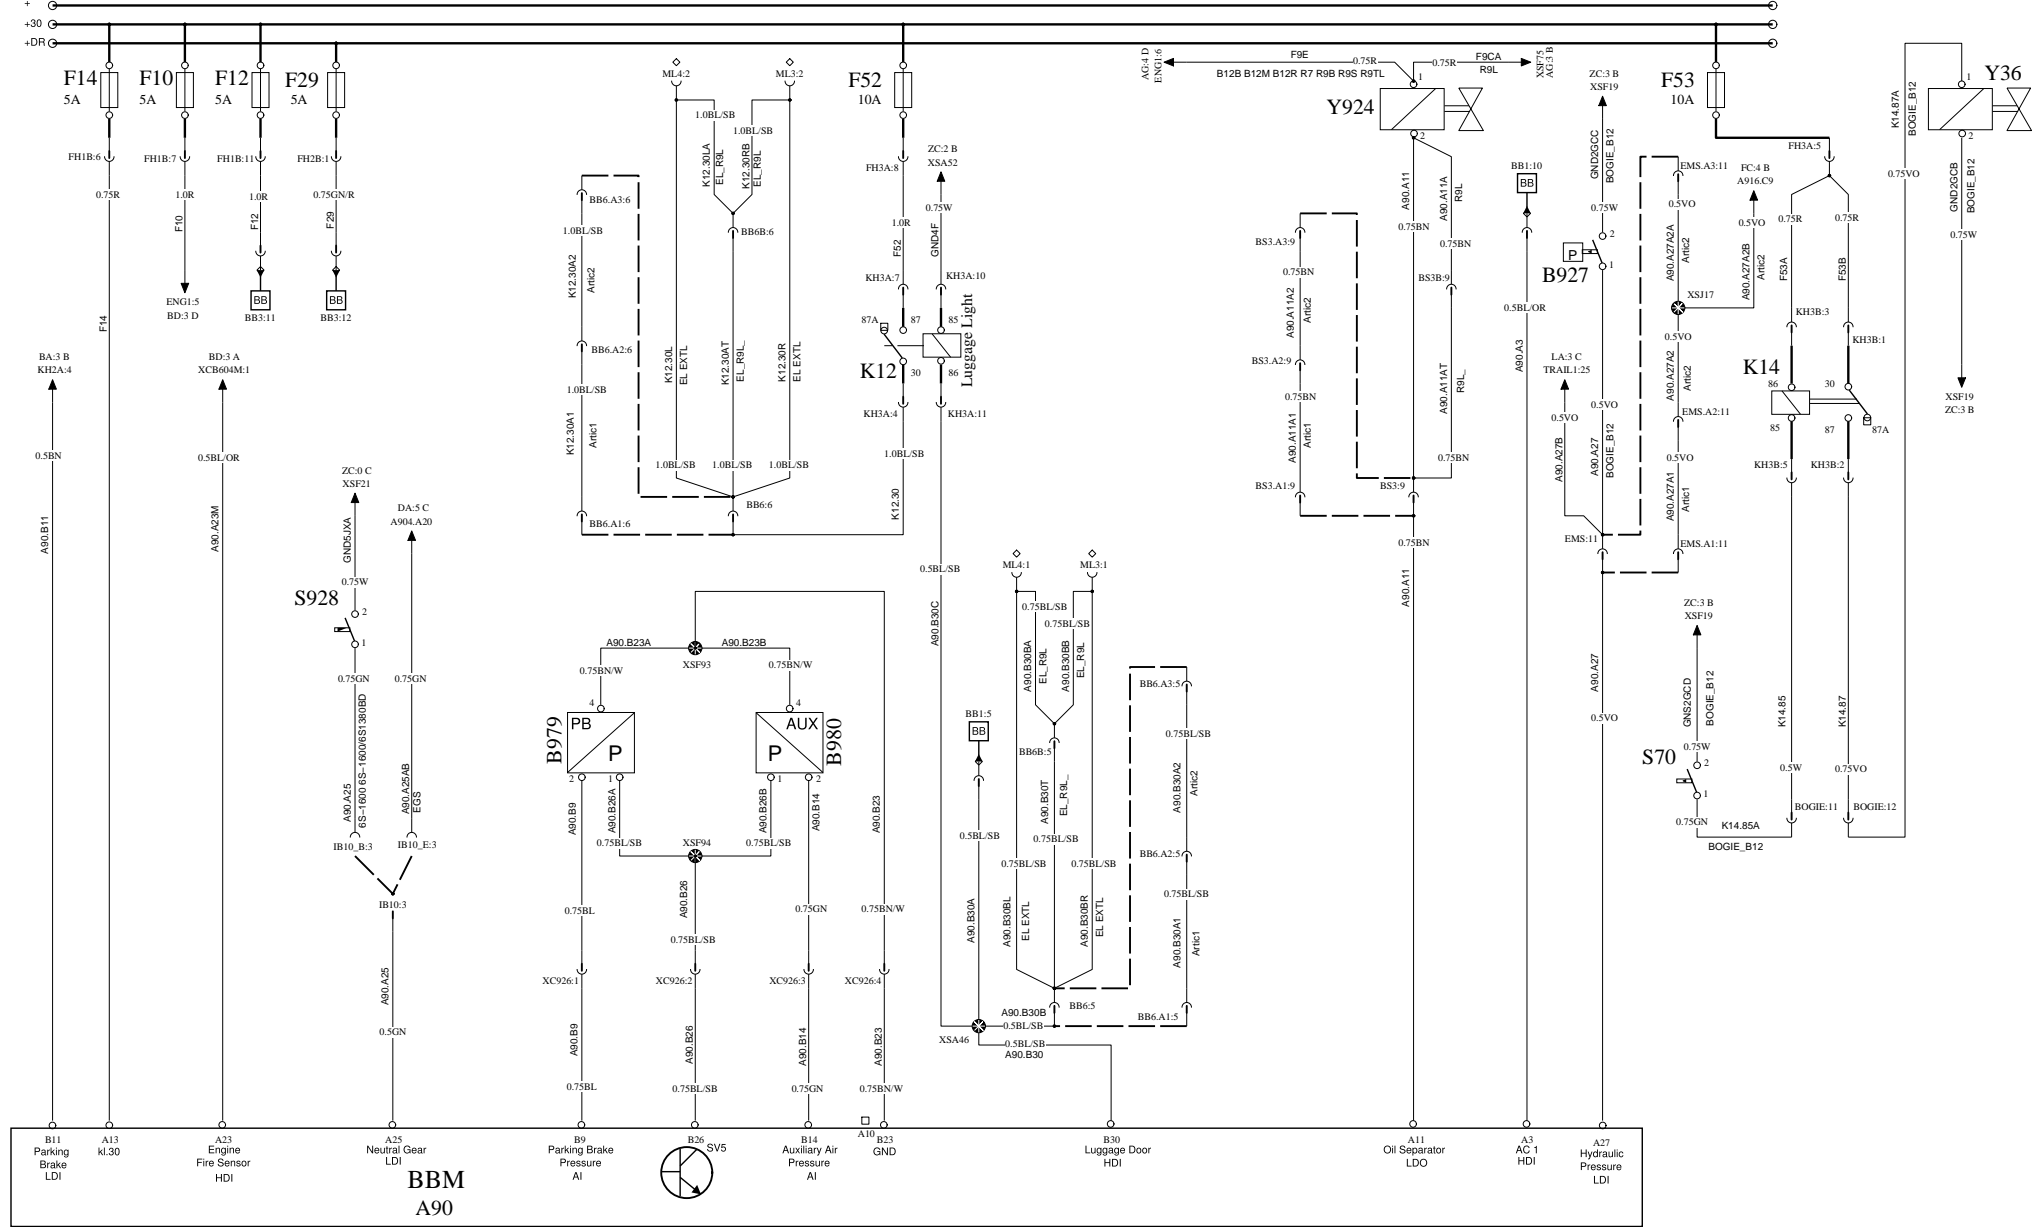 +
+30
+DR
F14
5A
F10
5A
F12
5A
F29
5A
ML4:2
ML3:2
F52
10A
AG:4 D
ENG1:6
F9E
0.75R
B12B B12M B12R R7 R9B R9S R9TL
0.75R
F9CA
R9L
XSF75
AG:3 B
Y924
1
2
ZC:3 B
XSF19
F53
10A
K14.87A
BOGIE_B12
Y36
1
2
FH1B:6
FH1B:7
FH1B:11
FH2B:1
0.75R
1.0R
1.0R
0.75GN/R
F10
F12
F29
ENG1:5
BD:3 D
BB
BB3:11
BB
BB3:12
F14
1.0BL/SB
1.0BL/SB
K12.30LA
EL_R9L
K12.30RB
EL_R9L
BB6.A3:6
1.0BL/SB
BB6B:6
K12.30A2
Artic2
BB6.A2:6
1.0BL/SB
K12.30A1
Artic1
K12.30L
EL EXTL
K12.30AT
EL_R9L_
K12.30R
EL EXTL
1.0BL/SB
1.0BL/SB
1.0BL/SB
BB6:6
BB6.A1:6
FH3A:8
ZC:2 B
XSA52
0.75W
1.0R
F52
GND4F
KH3A:7
KH3A:10
87A
87
85
Luggage Light
K12
30
86
KH3A:4
KH3A:11
1.0BL/SB
K12.30
A90.A11
A90.A11A
R9L
0.75BN
0.75BN
BS3.A3:9
0.75BN
BS3B:9
A90.A11A2
Artic2
BS3.A2:9
0.75BN
A90.A11A1
Artic1
A90.A11AT
R9L_
0.75BN
BS3.A1:9
BS3:9
0.75BN
A90.A11
BB1:10
BB
0.5BL/OR
A90.A3
GND2GCC
BOGIE_B12
0.75W
2
P
B927
1
LA:3 C
TRAIL1:25
0.5VO
A90.A27B
0.5VO
A90.A27
BOGIE_B12
EMS:11
EMS.A3:11
0.5VO
A90.A27A2A
Artic2
XSJ17
FC:4 B
A916.C9
0.5VO
A90.A27A2B
Artic2
0.5VO
A90.A27A2
Artic2
EMS.A2:11
0.5VO
A90.A27A1
Artic1
EMS.A1:11
A90.A27
0.5VO
FH3A:5
0.75R
0.75R
F53A
F53B
KH3B:3
KH3B:1
K14
86
30
85
87
87A
KH3B:5
KH3B:2
0.75VO
GND2GCB
BOGIE_B12
0.75W
XSF19
ZC:3 B
ZC:3 B
XSF19
GNS2GCD
BOGIE_B12
0.75W
S70
2
1
0.75GN
K14.85A
BOGIE_B12
K14.85
K14.87
0.5W
0.75VO
BOGIE:11
BOGIE:12
BA:3 B
KH2A:4
0.5BN
A90.B11
BD:3 A
XCB604M:1
0.5BL/OR
A90.A23M
ZC:0 C
XSF21
DA:5 C
A904.A20
GND5JXA
0.75W
S928
2
1
0.75GN
0.75GN
A90.A25
6S-1600 6S-1600/6S1380BD
A90.A25AB
EGS
IB10_B:3
IB10_E:3
IB10:3
A90.A25
0.5GN
A90.B23A
A90.B23B
XSF93
0.75BN/W
0.75BN/W
4
4
B979
PB
P
AUX
P
B980
2
1
1
2
A90.B9
A90.B26A
A90.B26B
A90.B14
0.75BL/SB
XSF94
0.75BL/SB
A90.B23
A90.B26
0.75BL
0.75GN
0.75BN/W
0.75BL/SB
XC926:1
XC926:2
XC926:3
XC926:4
A90.B9
A90.B26
A90.B14
A90.B23
0.75BL
0.75BL/SB
0.75GN
0.75BN/W
0.5BL/SB
A90.B30C
ML4:1
ML3:1
0.75BL/SB
0.75BL/SB
A90.B30BA
EL_R9L
A90.B30BB
EL_R9L
BB6.A3:5
BB1:5
BB
BB6B:5
0.75BL/SB
A90.B30T
EL_R9L_
A90.B30A2
Artic2
0.5BL/SB
0.75BL/SB
BB6.A2:5
0.75BL/SB
0.75BL/SB
0.75BL/SB
A90.B30A
A90.B30BL
EL EXTL
A90.B30BR
EL EXTL
A90.B30A1
Artic1
BB6:5
A90.B30B
BB6.A1:5
0.5BL/SB
XSA46
0.5BL/SB
A90.B30
B11
Parking
Brake
LDI
A13
kl.30
A23
Engine
Fire Sensor
HDI
A25
Neutral Gear
LDI
BBM
A90
B9
Parking Brake
Pressure
AI
B26
SV5
B14
Auxiliary Air
Pressure
AI
A10
B23
GND
B30
Luggage Door
HDI
A11
Oil Separator
LDO
A3
AC 1
HDI
A27
Hydraulic
Pressure
LDI